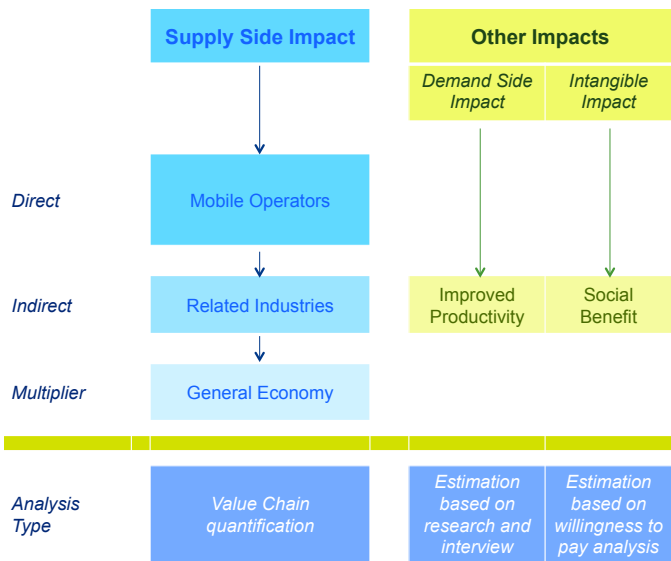 Supply Side Impact
Other Impacts
Demand Side
Impact
Intangible
Impact
Direct
Mobile Operators
Indirect
Related Industries
Improved
Productivity
Social
Benefit
Multiplier
General Economy
Analysis
Type
Value Chain
quantification
Estimation
based on
research and
interview
Estimation
based on
willingness to
pay analysis